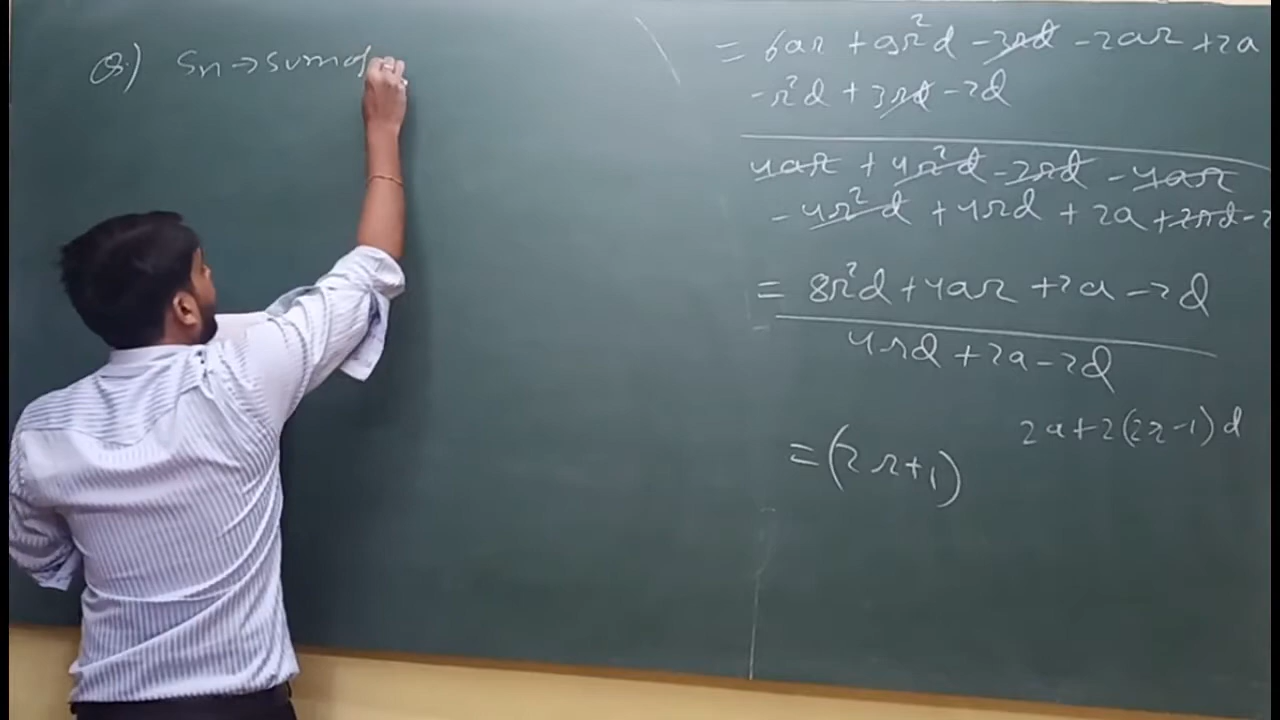 Q.) Sn → sum of
= 6ar + 9r²d - 3rd - 2ar + 2a
- r²d + 3rd - 2d
4ar + 4r²d - 2rd - 4ar
- 4r²d + 4rd + 2a + 2rd - 2
= 8r²d + 4ar + 2a - 2d
4rd + 2a - 2d
2a + 2(2r - 1)d
= (2r + 1)